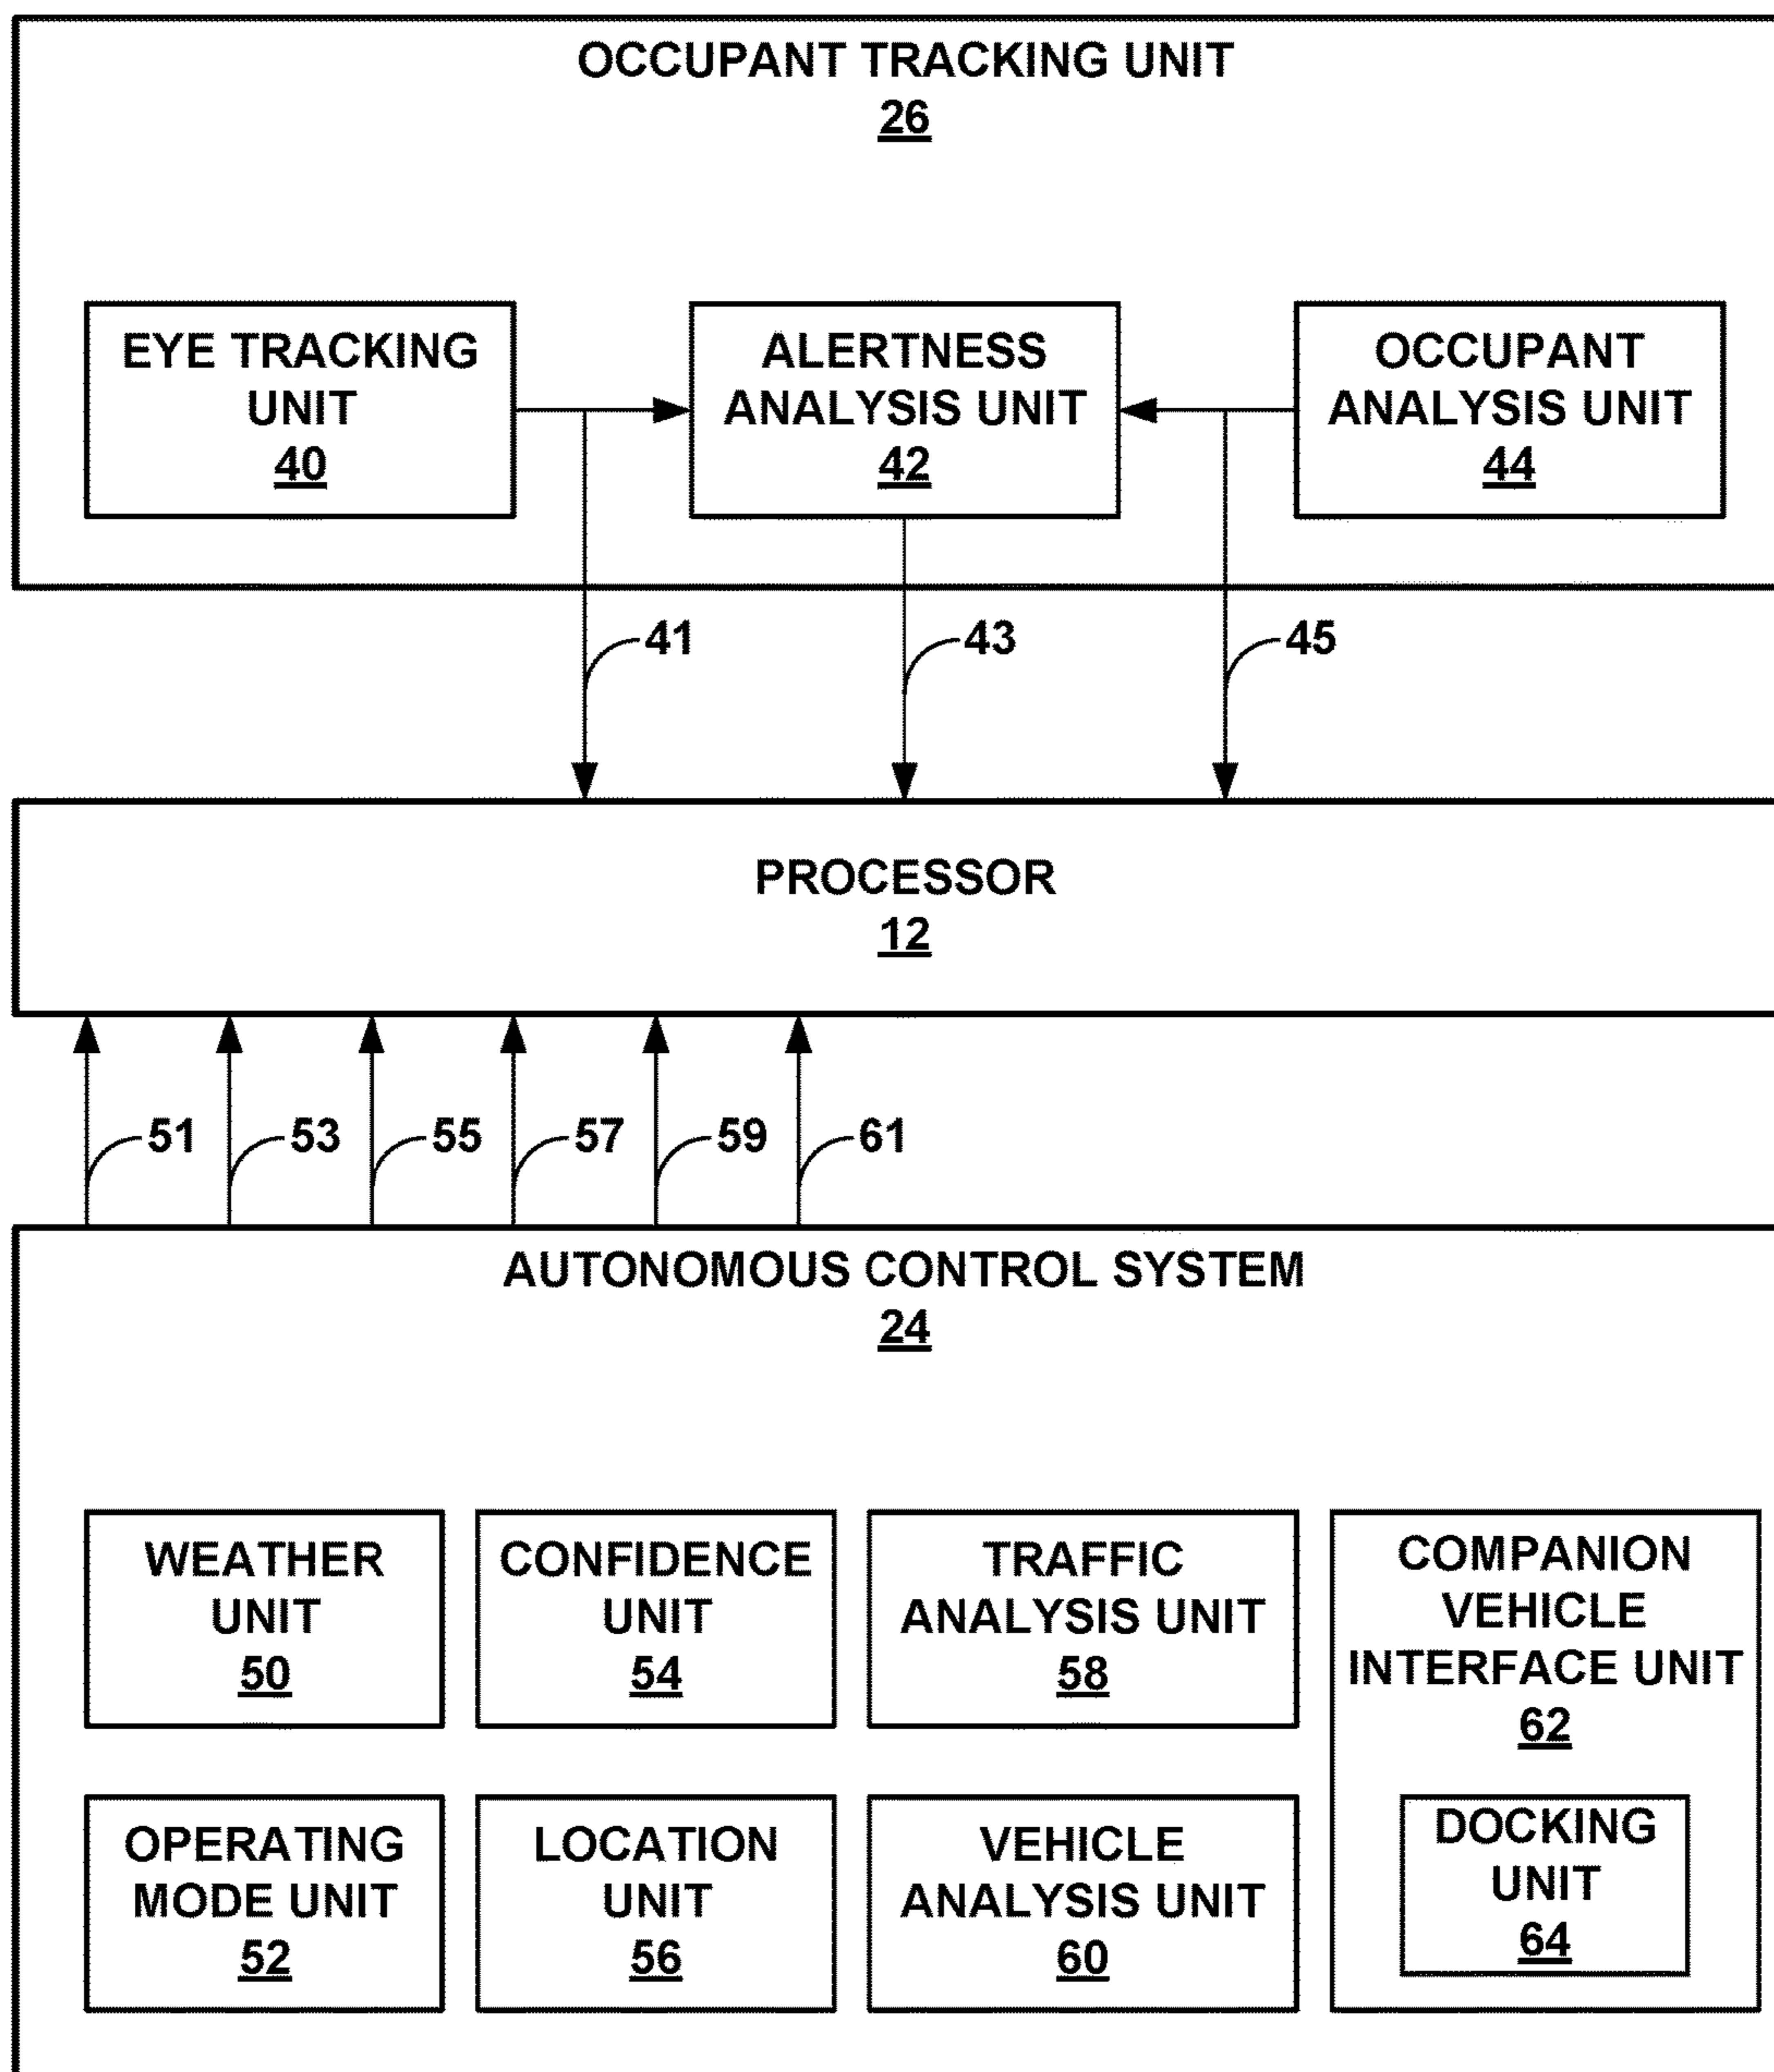 OCCUPANT TRACKING UNIT
26
EYE TRACKING
UNIT
40
ALERTNESS
ANALYSIS UNIT
42
OCCUPANT
ANALYSIS UNIT
44
41
43
45
PROCESSOR
12
51
53
55
57
59
61
AUTONOMOUS CONTROL SYSTEM
24
WEATHER
UNIT
50
CONFIDENCE
UNIT
54
TRAFFIC
ANALYSIS UNIT
58
COMPANION
VEHICLE
INTERFACE UNIT
62
OPERATING
MODE UNIT
52
LOCATION
UNIT
56
VEHICLE
ANALYSIS UNIT
60
DOCKING
UNIT
64